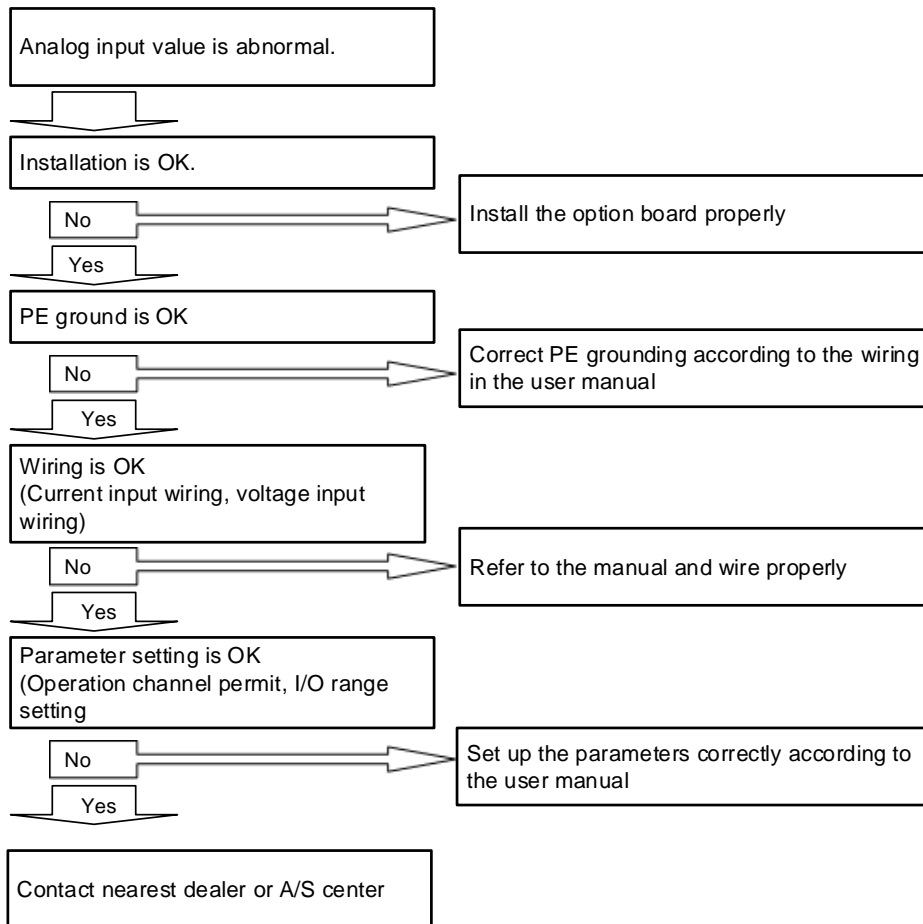 Analog input value is abnormal.
Installation is OK.
No
Install the option board properly
Yes
PE ground is OK
No
Correct PE grounding according to the wiring
in the user manual
Yes
Wiring is OK
(Current input wiring, voltage input
wiring)
No
Refer to the manual and wire properly
Yes
Parameter setting is OK
(Operation channel permit, I/O range
setting
No
Set up the parameters correctly according to
the user manual
Yes
Contact nearest dealer or A/S center